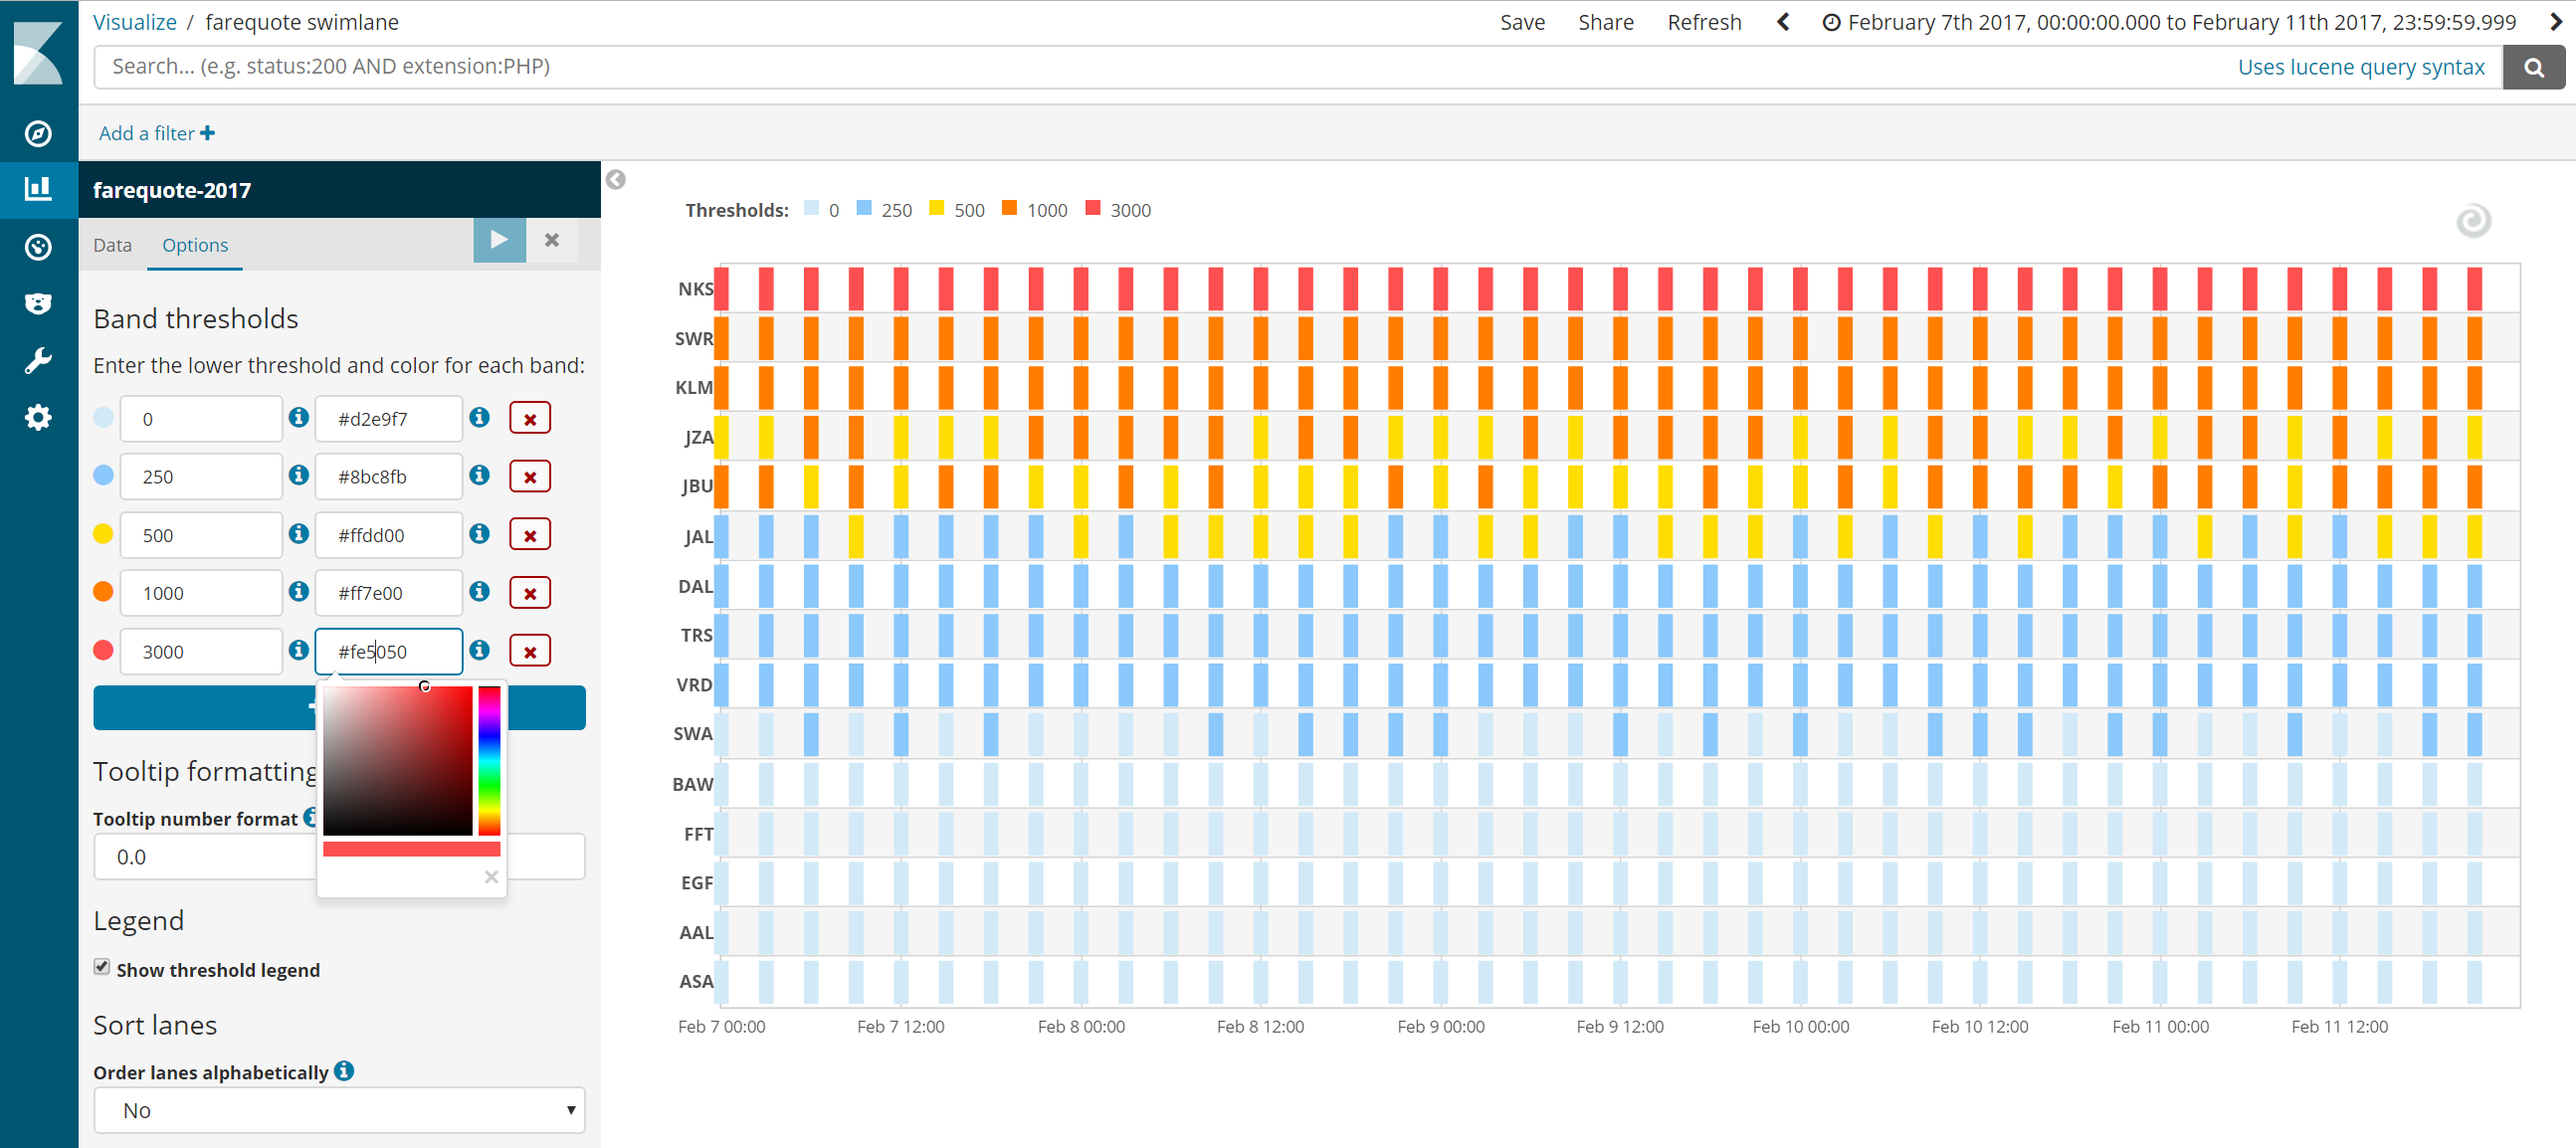 Visualize / farequote swimlane
Save Share Refresh February 7th 2017, 00:00:00.000 to February 11th 2017, 23:59:59.999
Search... (e.g. status:200 AND extension:PHP)
Uses lucene query syntax
Add a filter
farequote-2017
Data Options
Band thresholds
Enter the lower threshold and color for each band:
0 #d2e9f7
250 #8bc8fb
500 #ffdd00
1000 #ff7e00
3000 #fe5050
Tooltip formatting
Tooltip number format
0.0
Legend
Show threshold legend
Sort lanes
Order lanes alphabetically
No
Thresholds: 0 250 500 1000 3000
NKS
SWR
KLM
JZA
JBU
JAL
DAL
TRS
VRD
SWA
BAW
FFT
EGF
AAL
ASA
Feb 7 00:00 Feb 7 12:00 Feb 8 00:00 Feb 8 12:00 Feb 9 00:00 Feb 9 12:00 Feb 10 00:00 Feb 10 12:00 Feb 11 00:00 Feb 11 12:00